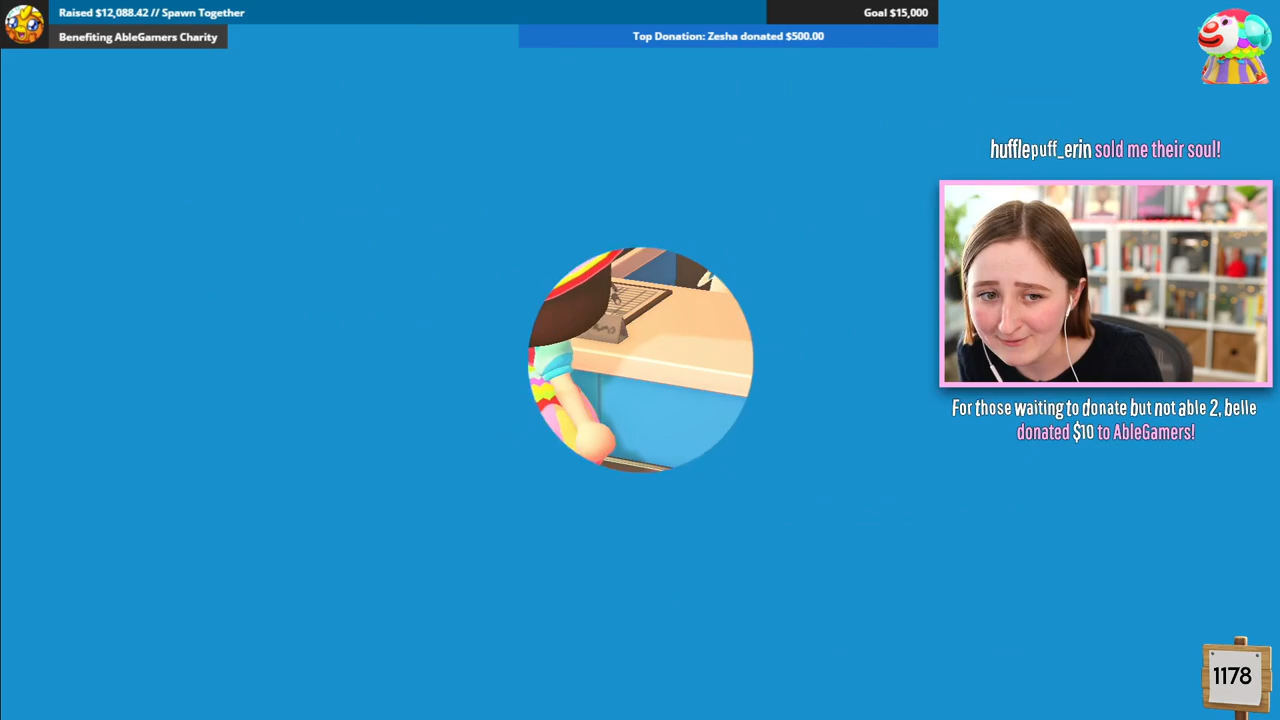 Raised $12,088.42 // Spawn Together
Goal $15,000
Benefiting AbleGamers Charity
Top Donation: Zesha donated $500.00
hufflepuff_erin sold me their soul!
For those waiting to donate but not able 2, belle
donated $10 to AbleGamers!
1178